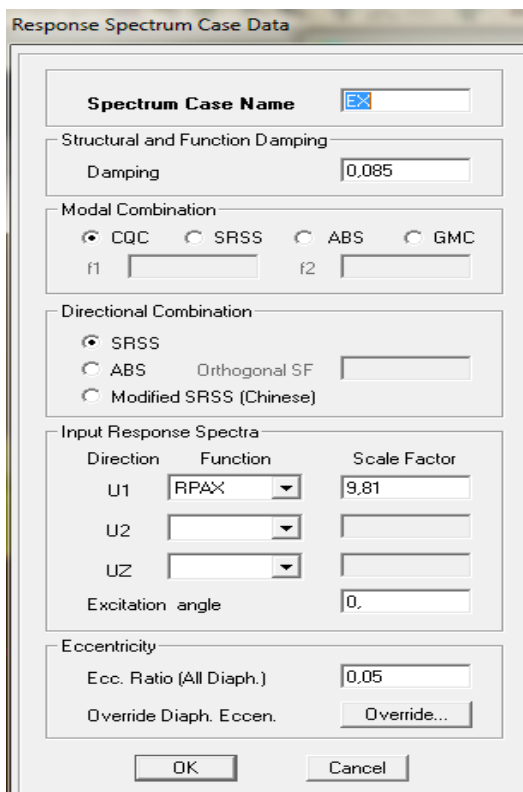 Response Spectrum Case Data
Spectrum Case Name EX
Structural and Function Damping
Damping 0,085
Modal Combination
CQC SRSS ABS GMC
f1 f2
Directional Combination
SRSS
ABS Orthogonal SF
Modified SRSS (Chinese)
Input Response Spectra
Direction Function Scale Factor
U1 RPAX 9,81
U2
UZ
Excitation angle 0,
Eccentricity
Ecc. Ratio (All Diaph.) 0,05
Override Diaph. Eccen. Override...
OK Cancel